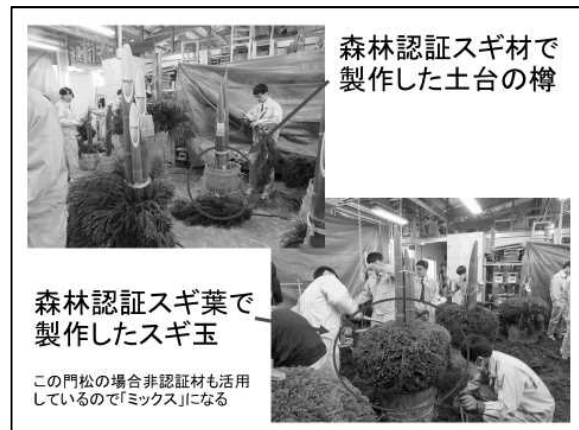 森林認証スギ材で
製作した土台の樽
森林認証スギ葉で
製作したスギ玉
この門松の場合非認証材も活用
しているので「ミックス」になる